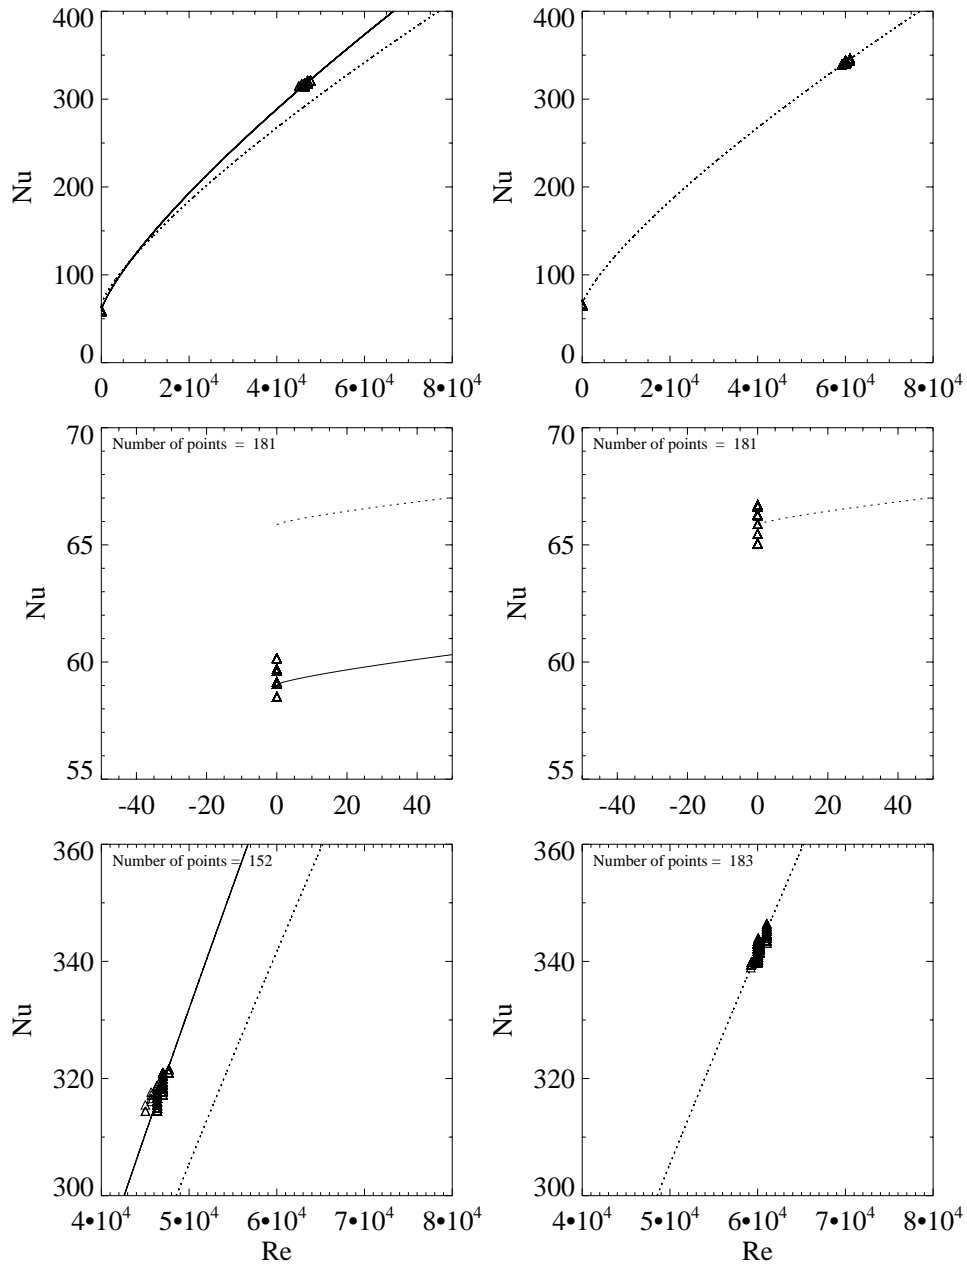 400
300
200
100
0
Nu
0 2•10⁴ 4•10⁴ 6•10⁴ 8•10⁴
400
300
200
100
0
Nu
0 2•10⁴ 4•10⁴ 6•10⁴ 8•10⁴
70
65
60
55
Nu
Number of points = 181
-40 -20 0 20 40
70
65
60
55
Nu
Number of points = 181
-40 -20 0 20 40
360
340
320
300
Nu
Number of points = 152
4•10⁴ 5•10⁴ 6•10⁴ 7•10⁴ 8•10⁴
Re
360
340
320
300
Nu
Number of points = 183
4•10⁴ 5•10⁴ 6•10⁴ 7•10⁴ 8•10⁴
Re